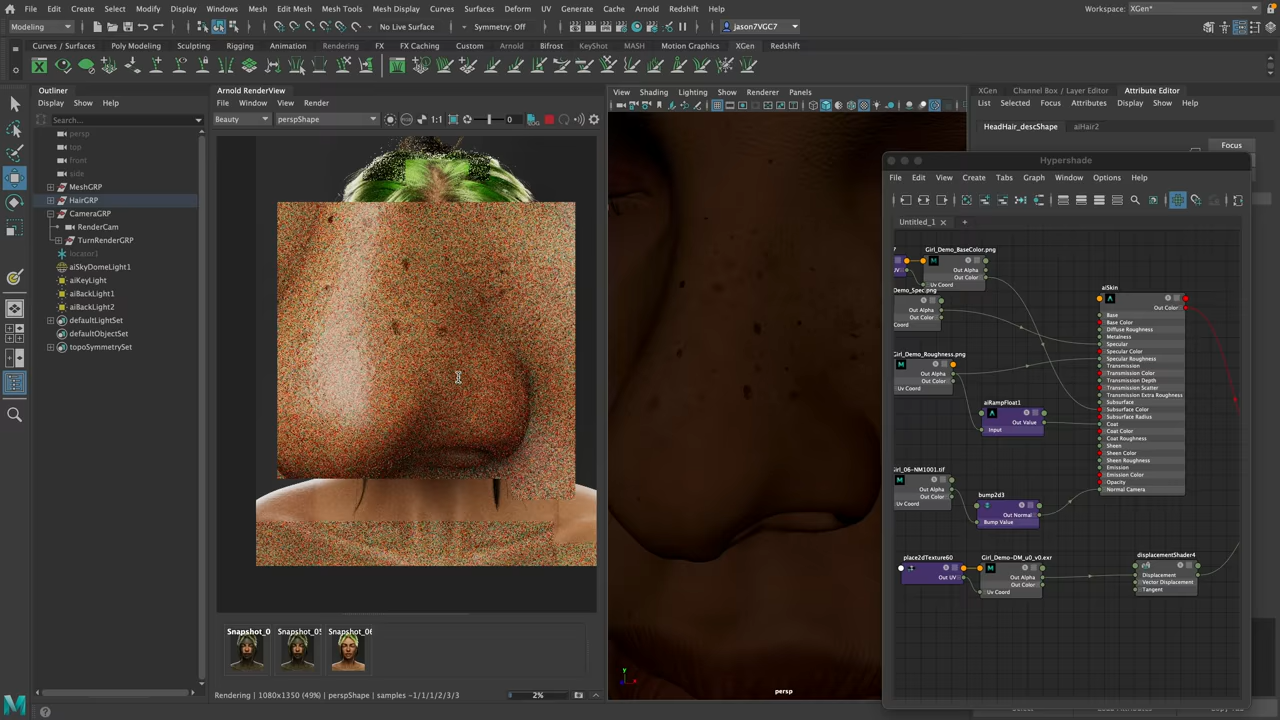 File Edit Create Select Modify Display Windows Mesh Edit Mesh Mesh Tools Mesh Display Curves Surfaces Deform UV Generate Cache Arnold Redshift Help
Workspace: XGen*
Modeling No Live Surface Symmetry: Off jason7VGC7
Curves / Surfaces Poly Modeling Sculpting Rigging Animation Rendering FX FX Caching Custom Arnold Bifrost KeyShot MASH Motion Graphics XGen Redshift
Outliner
Display Show Help
Search...
persp
top
front
side
MeshGRP
HairGRP
CameraGRP
RenderCam
TurnRenderGRP
locator1
aiSkyDomeLight1
aiKeyLight
aiBackLight1
aiBackLight2
defaultLightSet
defaultObjectSet
topoSymmetrySet
Arnold RenderView
File Window View Render
Beauty perspShape 1:1 0
Snapshot_0 Snapshot_05 Snapshot_06
Rendering | 1080x1350 (49%) | perspShape | samples -1/1/1/2/3/3 2%
View Shading Lighting Show Renderer Panels
y
persp
XGen Channel Box / Layer Editor Attribute Editor
List Selected Focus Attributes Display Show Help
HeadHair_descShape aiHair2
Focus
Hypershade
File Edit View Create Tabs Graph Window Options Help
Untitled_1
Girl_Demo_BaseColor.png
Out Alpha
Out Color
Uv Coord
Demo_Spec.png
Out Alpha
Out Color
Coord
Girl_Demo_Roughness.png
Out Alpha
Out Color
Uv Coord
aiRampFloat1
Out Value
Input
Girl_06-NM1001.tif
Out Alpha
Out Color
Uv Coord
bump2d3
Out Normal
Bump Value
place2dTexture60
Out UV
Girl_Demo-DM_u0_v0.exr
Out Alpha
Out Color
Uv Coord
aiSkin
Out Color
Base
Base Color
Diffuse Roughness
Metalness
Specular
Specular Color
Specular Roughness
Transmission
Transmission Color
Transmission Depth
Transmission Scatter
Transmission Extra Roughness
Subsurface
Subsurface Color
Subsurface Radius
Coat
Coat Color
Coat Roughness
Sheen
Sheen Color
Sheen Roughness
Emission
Emission Color
Opacity
Normal Camera
displacementShader4
Displacement
Vector Displacement
Tangent